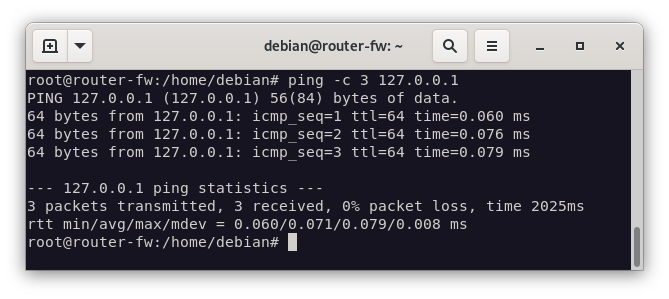 debian@router-fw: ~
root@router-fw:/home/debian# ping -c 3 127.0.0.1
PING 127.0.0.1 (127.0.0.1) 56(84) bytes of data.
64 bytes from 127.0.0.1: icmp_seq=1 ttl=64 time=0.060 ms
64 bytes from 127.0.0.1: icmp_seq=2 ttl=64 time=0.076 ms
64 bytes from 127.0.0.1: icmp_seq=3 ttl=64 time=0.079 ms

--- 127.0.0.1 ping statistics ---
3 packets transmitted, 3 received, 0% packet loss, time 2025ms
rtt min/avg/max/mdev = 0.060/0.071/0.079/0.008 ms
root@router-fw:/home/debian#